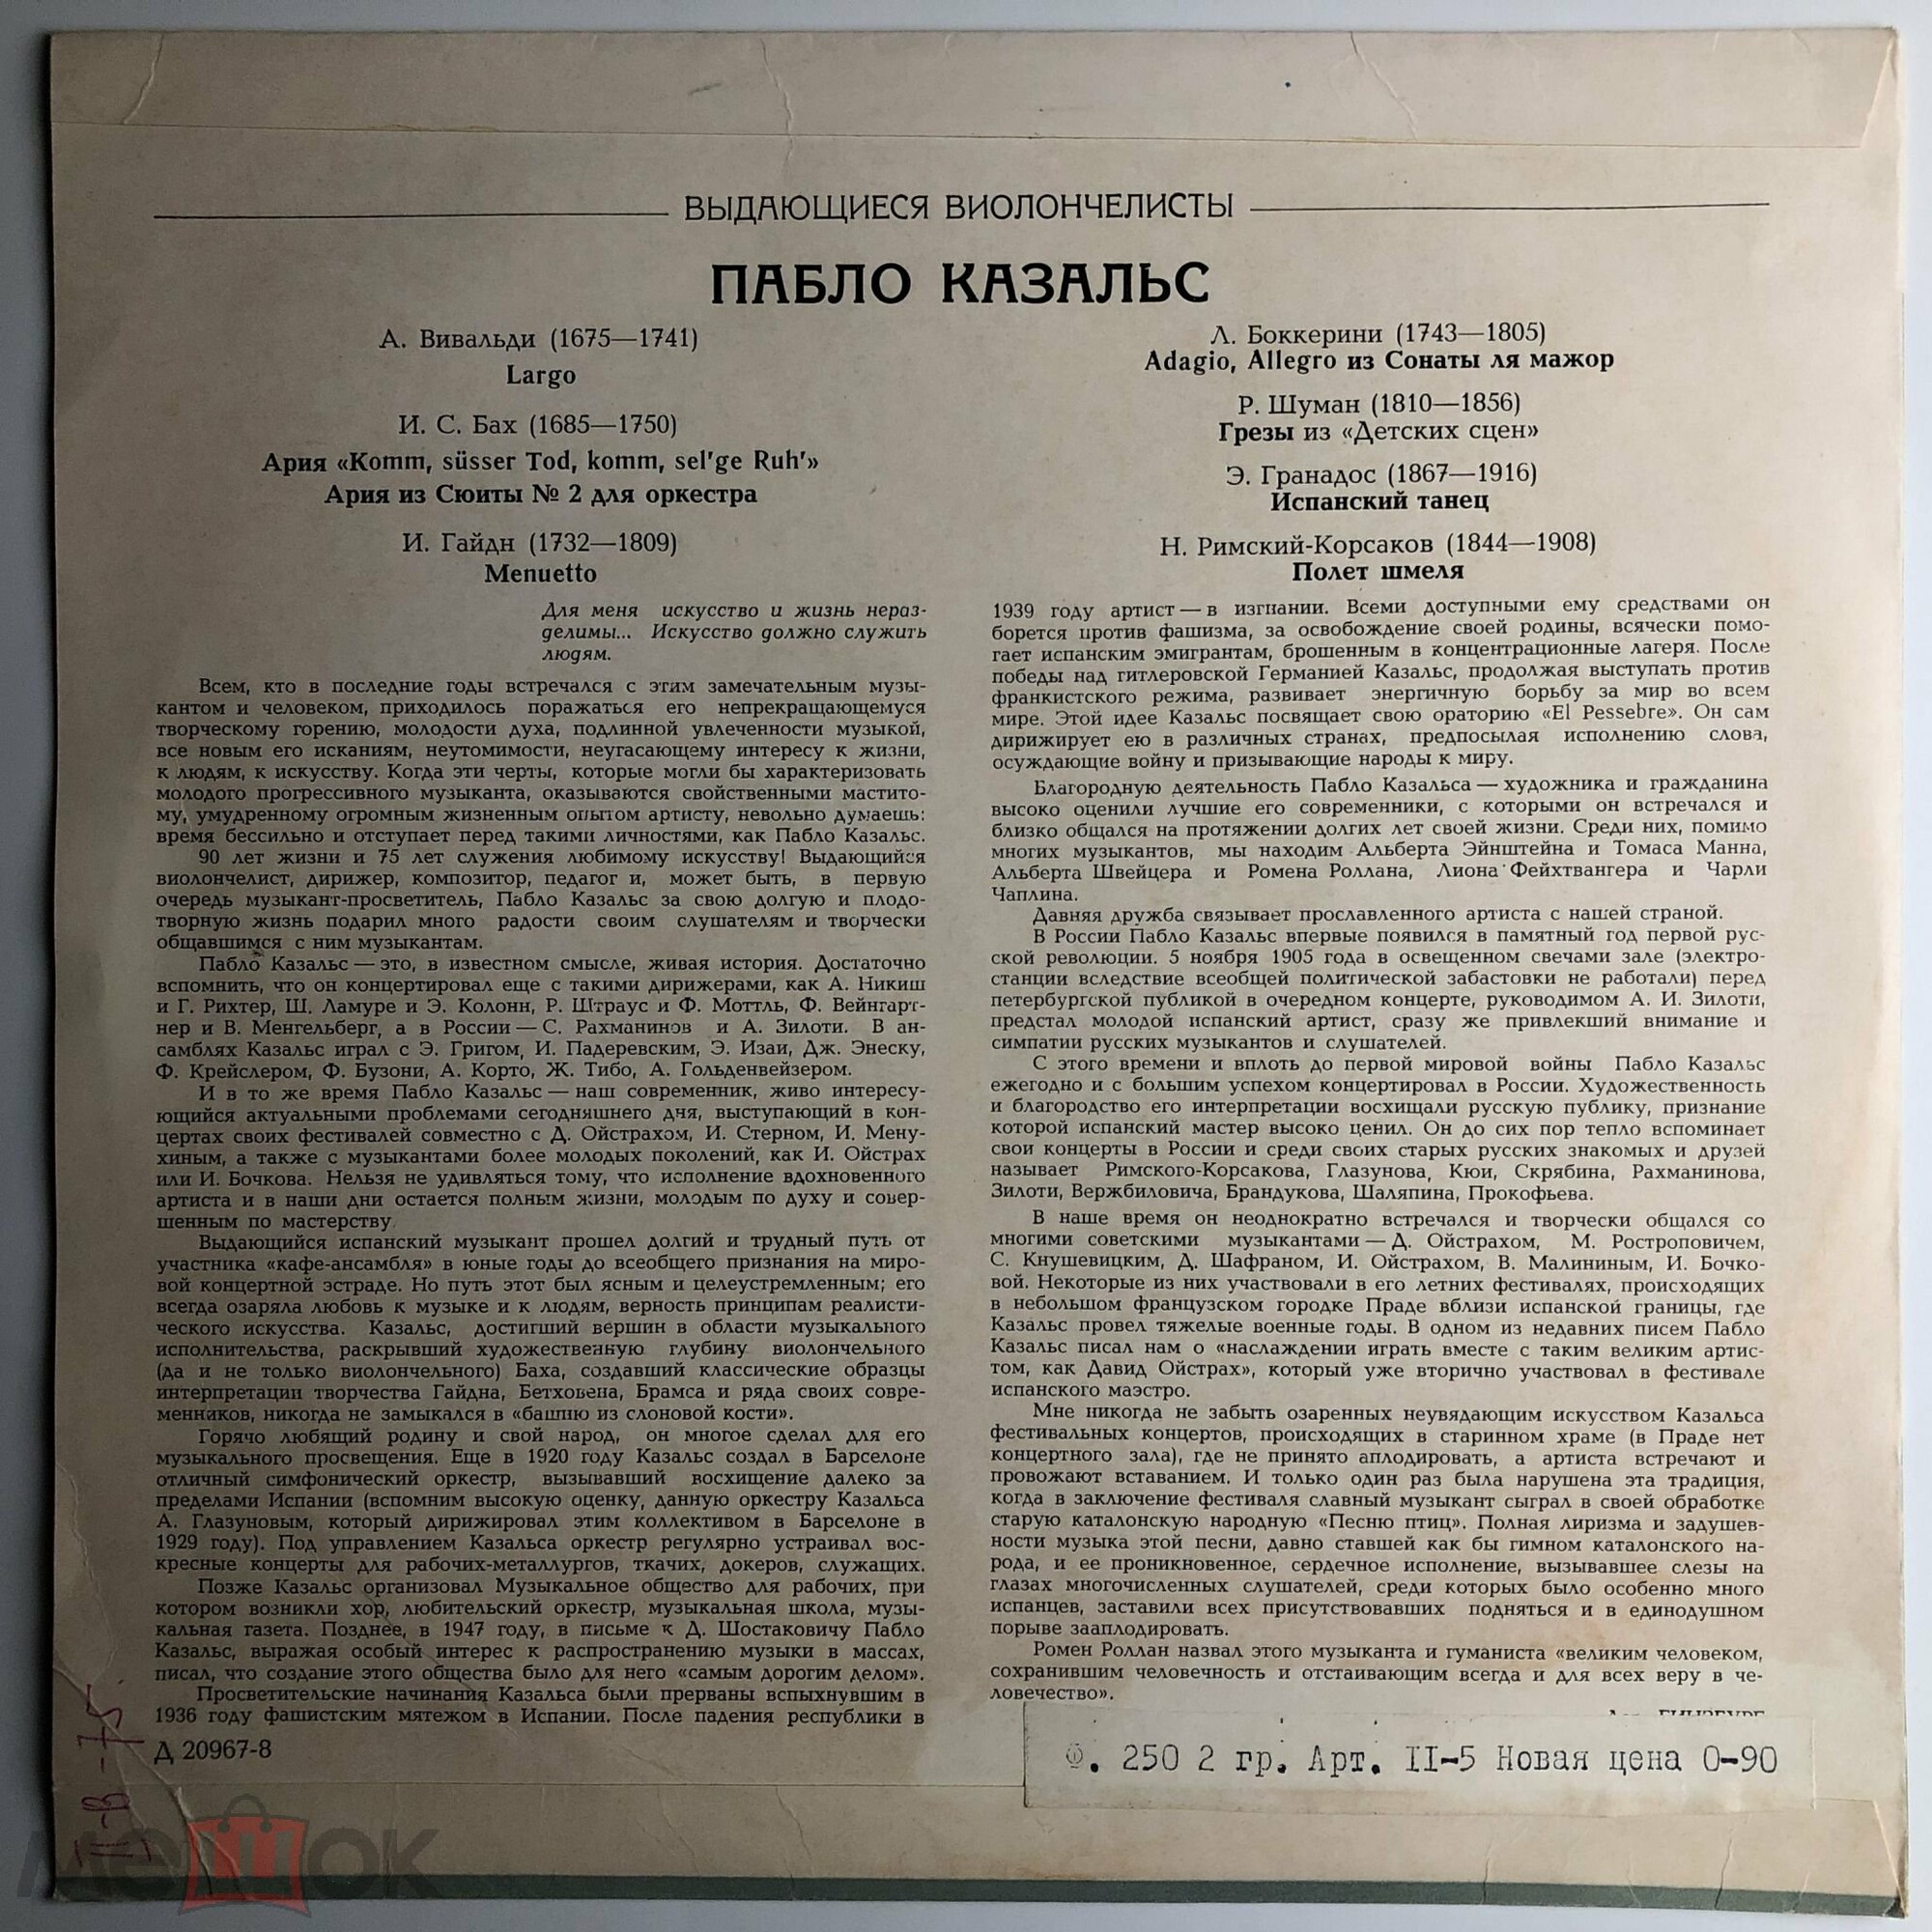 ВЫДАЮЩИЕСЯ ВИОЛОНЧЕЛИСТЫ
ПАБЛО КАЗАЛЬС
А. Вивальди (1675—1741)
Largo
И. С. Бах (1685—1750)
Ария «Komm, süsser Tod, komm, sel'ge Ruh'»
Ария из Сюиты № 2 для оркестра
И. Гайдн (1732—1809)
Menuetto
Л. Боккерини (1743—1805)
Adagio, Allegro из Сонаты ля мажор
Р. Шуман (1810—1856)
Грезы из «Детских сцен»
Э. Гранадос (1867—1916)
Испанский танец
Н. Римский-Корсаков (1844—1908)
Полет шмеля
Для меня искусство и жизнь нераз-
делимы... Искусство должно служить
людям.
Всем, кто в последние годы встречался с этим замечательным музы-
кантом и человеком, приходилось поражаться его непрекращающемуся
творческому горению, молодости духа, подлинной увлеченности музыкой,
все новым его исканиям, неутомимости, неугасающему интересу к жизни,
к людям, к искусству. Когда эти черты, которые могли бы характеризовать
молодого прогрессивного музыканта, оказываются свойственными мастито-
му, умудренному огромным жизненным опытом артисту, невольно думаешь:
время бессильно и отступает перед такими личностями, как Пабло Казальс.
90 лет жизни и 75 лет служения любимому искусству! Выдающийся
виолончелист, дирижер, композитор, педагог и, может быть, в первую
очередь музыкант-просветитель, Пабло Казальс за свою долгую и плодо-
творную жизнь подарил много радости своим слушателям и творчески
общавшимся с ним музыкантам.
Пабло Казальс — это, в известном смысле, живая история. Достаточно
вспомнить, что он концертировал еще с такими дирижерами, как А. Никиш
и Г. Рихтер, Ш. Ламуре и Э. Колонн, Р. Штраус и Ф. Моттль, Ф. Вейнгарт-
нер и В. Менгельберг, а в России — С. Рахманинов и А. Зилоти. В ан-
самблях Казальс играл с Э. Григом, И. Падеревским, Э. Изаи, Дж. Энеску,
Ф. Крейслером, Ф. Бузони, А. Корто, Ж. Тибо, А. Гольденвейзером.
И в то же время Пабло Казальс — наш современник, живо интересу-
ющийся актуальными проблемами сегодняшнего дня, выступающий в кон-
цертах своих фестивалей совместно с Д. Ойстрахом, И. Стерном, И. Мену-
хиным, а также с музыкантами более молодых поколений, как И. Ойстрах
или И. Бочкова. Нельзя не удивляться тому, что исполнение вдохновенного
артиста и в наши дни остается полным жизни, молодым по духу и совер-
шенным по мастерству.
Выдающийся испанский музыкант прошел долгий и трудный путь от
участника «кафе-ансамбля» в юные годы до всеобщего признания на миро-
вой концертной эстраде. Но путь этот был ясным и целеустремленным; его
всегда озаряла любовь к музыке и к людям, верность принципам реалисти-
ческого искусства. Казальс, достигший вершин в области музыкального
исполнительства, раскрывший художественную глубину виолончельного
(да и не только виолончельного) Баха, создавший классические образцы
интерпретации творчества Гайдна, Бетховена, Брамса и ряда своих совре-
менников, никогда не замыкался в «башню из слоновой кости».
Горячо любящий родину и свой народ, он многое сделал для его
музыкального просвещения. Еще в 1920 году Казальс создал в Барселоне
отличный симфонический оркестр, вызывавший восхищение далеко за
пределами Испании (вспомним высокую оценку, данную оркестру Казальса
А. Глазуновым, который дирижировал этим коллективом в Барселоне в
1929 году). Под управлением Казальса оркестр регулярно устраивал вос-
кресные концерты для рабочих-металлургов, ткачих, докеров, служащих.
Позже Казальс организовал Музыкальное общество для рабочих, при
котором возникли хор, любительский оркестр, музыкальная школа, музы-
кальная газета. Позднее, в 1947 году, в письме к Д. Шостаковичу Пабло
Казальс, выражая особый интерес к распространению музыки в массах,
писал, что создание этого общества было для него «самым дорогим делом».
Просветительские начинания Казальса были прерваны вспыхнувшим в
1936 году фашистским мятежом в Испании. После падения республики в
Д 20967-8
1939 году артист — в изгнании. Всеми доступными ему средствами он
борется против фашизма, за освобождение своей родины, всячески помо-
гает испанским эмигрантам, брошенным в концентрационные лагеря. После
победы над гитлеровской Германией Казальс, продолжая выступать против
франкистского режима, развивает энергичную борьбу за мир во всем
мире. Этой идее Казальс посвящает свою ораторию «El Pessebre». Он сам
дирижирует ею в различных странах, предпосылая исполнению слова,
осуждающие войну и призывающие народы к миру.
Благородную деятельность Пабло Казальса — художника и гражданина
высоко оценили лучшие его современники, с которыми он встречался и
близко общался на протяжении долгих лет своей жизни. Среди них, помимо
многих музыкантов, мы находим Альберта Эйнштейна и Томаса Манна,
Альберта Швейцера и Ромена Роллана, Лиона Фейхтвангера и Чарли
Чаплина.
Давняя дружба связывает прославленного артиста с нашей страной.
В России Пабло Казальс впервые появился в памятный год первой рус-
ской революции. 5 ноября 1905 года в освещенном свечами зале (электро-
станции вследствие всеобщей политической забастовки не работали) перед
петербургской публикой в очередном концерте, руководимом А. И. Зилоти,
предстал молодой испанский артист, сразу же привлекший внимание и
симпатии русских музыкантов и слушателей.
С этого времени и вплоть до первой мировой войны Пабло Казальс
ежегодно и с большим успехом концертировал в России. Художественность
и благородство его интерпретации восхищали русскую публику, признание
которой испанский мастер высоко ценил. Он до сих пор тепло вспоминает
свои концерты в России и среди своих старых русских знакомых и друзей
называет Римского-Корсакова, Глазунова, Кюи, Скрябина, Рахманинова,
Зилоти, Вержбиловича, Брандукова, Шаляпина, Прокофьева.
В наше время он неоднократно встречался и творчески общался со
многими советскими музыкантами — Д. Ойстрахом, М. Ростроповичем,
С. Кнушевицким, Д. Шафраном, И. Ойстрахом, В. Малининым, И. Бочко-
вой. Некоторые из них участвовали в его летних фестивалях, происходящих
в небольшом французском городке Праде вблизи испанской границы, где
Казальс провел тяжелые военные годы. В одном из недавних писем Пабло
Казальс писал нам о «наслаждении играть вместе с таким великим артис-
том, как Давид Ойстрах», который уже вторично участвовал в фестивале
испанского маэстро.
Мне никогда не забыть озаренных неувядающим искусством Казальса
фестивальных концертов, происходящих в старинном храме (в Праде нет
концертного зала), где не принято аплодировать, а артиста встречают и
провожают вставанием. И только один раз была нарушена эта традиция,
когда в заключение фестиваля славный музыкант сыграл в своей обработке
старую каталонскую народную «Песню птиц». Полная лиризма и задушев-
ности музыка этой песни, давно ставшей как бы гимном каталонского на-
рода, и ее проникновенное, сердечное исполнение, вызывавшее слезы на
глазах многочисленных слушателей, среди которых было особенно много
испанцев, заставили всех присутствовавших подняться и в единодушном
порыве зааплодировать.
Ромен Роллан назвал этого музыканта и гуманиста «великим человеком,
сохранившим человечность и отстаивающим всегда и для всех веру в че-
ловечество».
Ф. 250 2 гр. Арт. II-5 Новая цена 0-90
мешок